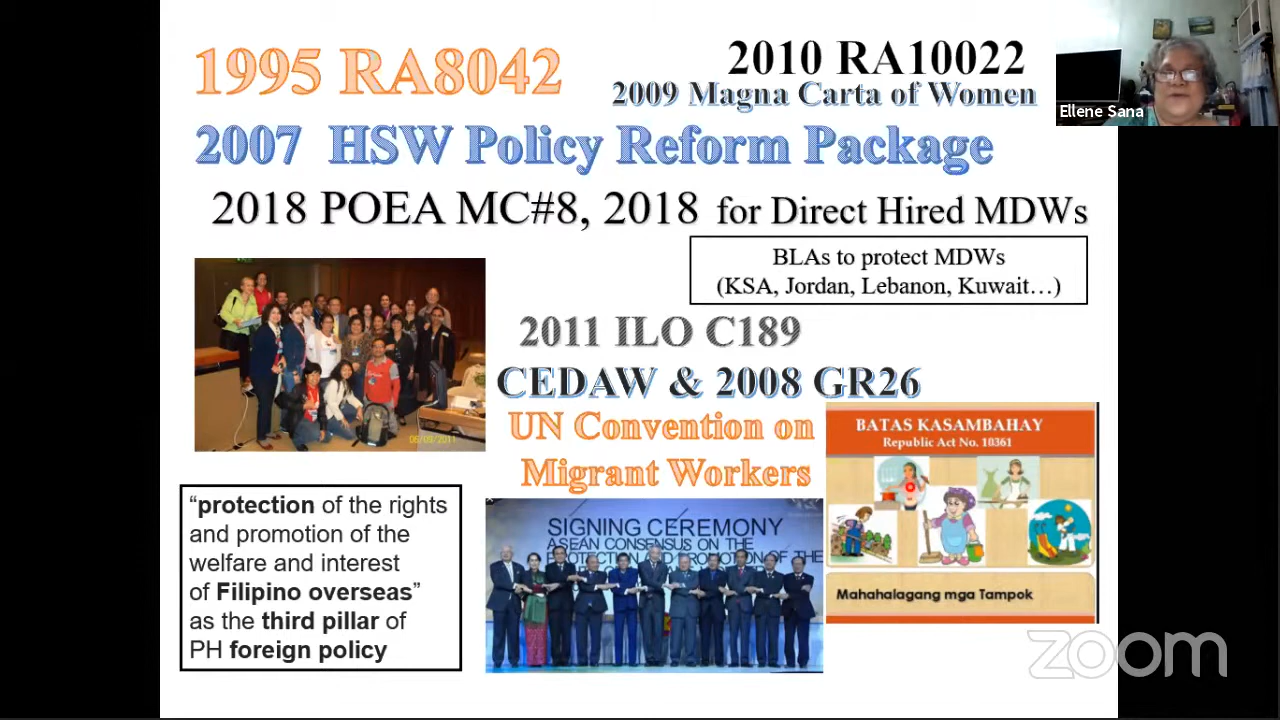 1995 RA8042
2010 RA10022
2009 Magna Carta of Women
2007 HSW Policy Reform Package
2018 POEA MC#8, 2018 for Direct Hired MDWs
BLAs to protect MDWs
(KSA, Jordan, Lebanon, Kuwait…)
2011 ILO C189
CEDAW & 2008 GR26
UN Convention on
Migrant Workers
“protection of the rights
and promotion of the
welfare and interest
of Filipino overseas”
as the third pillar of
PH foreign policy
SIGNING CEREMONY
ASEAN CONSENSUS ON THE
PROTECTION AND PROMOTION OF THE
BATAS KASAMBAHAY
Republic Act No. 10361
Mahahalagang mga Tampok
Ellene Sana
zoom